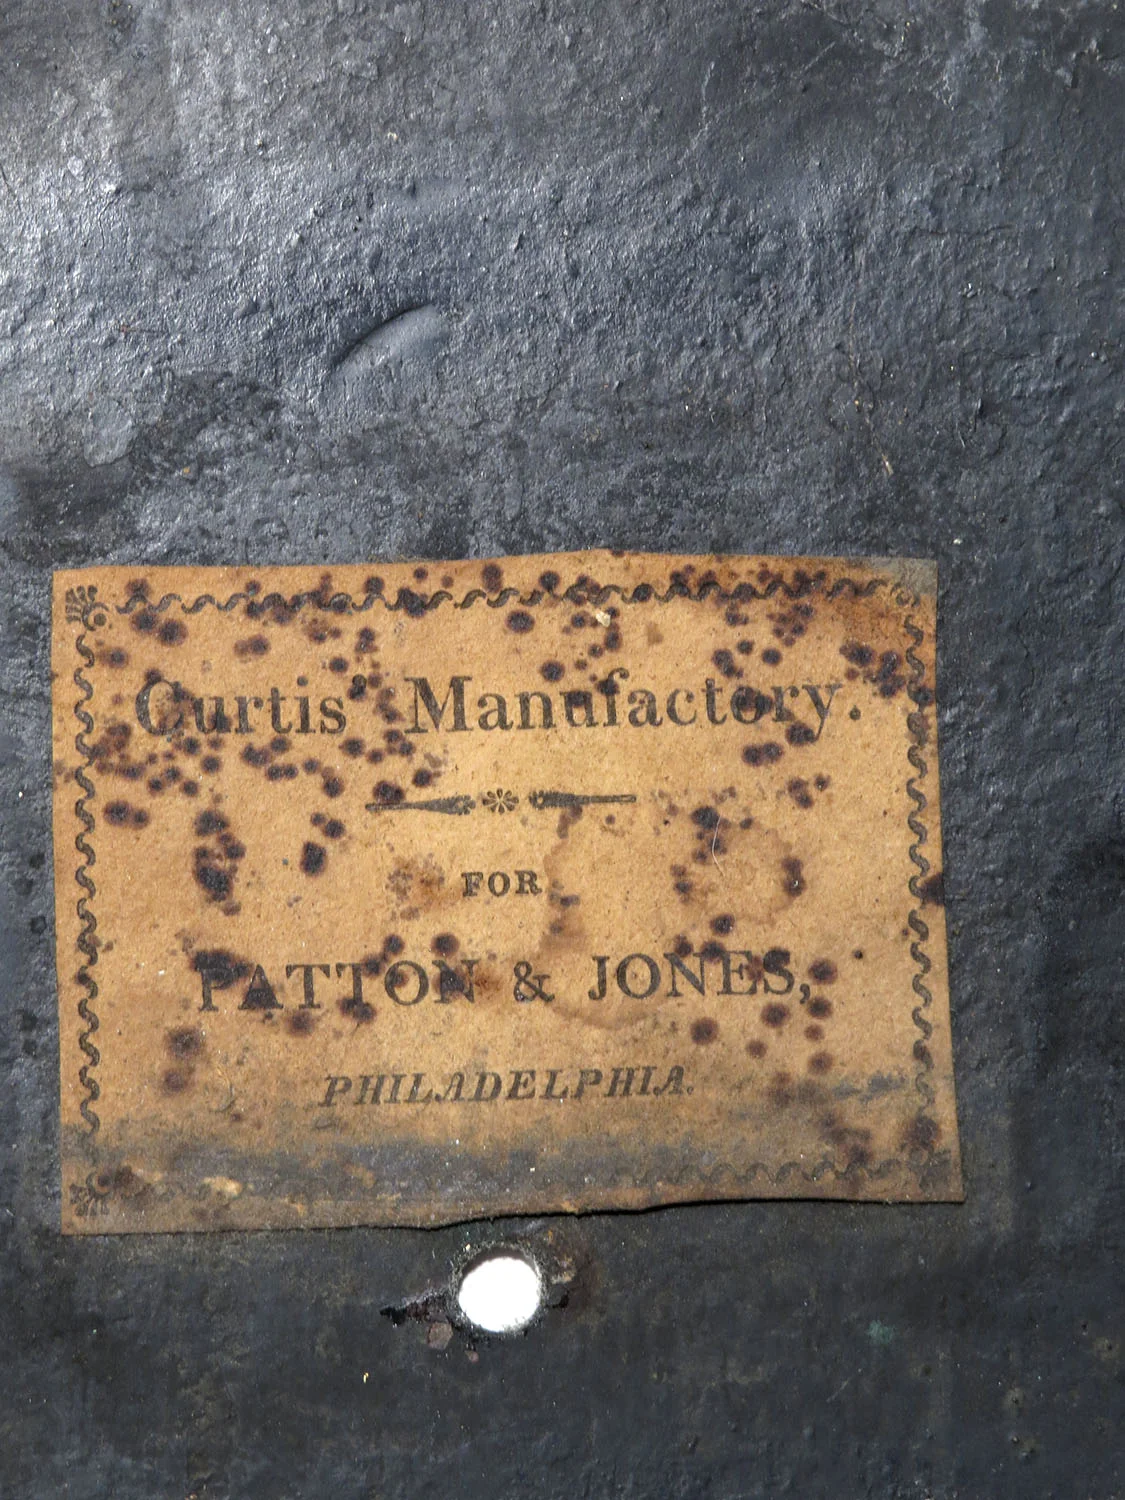 Curtis' Manufactory.
FOR
PATTON & JONES,
PHILADELPHIA.